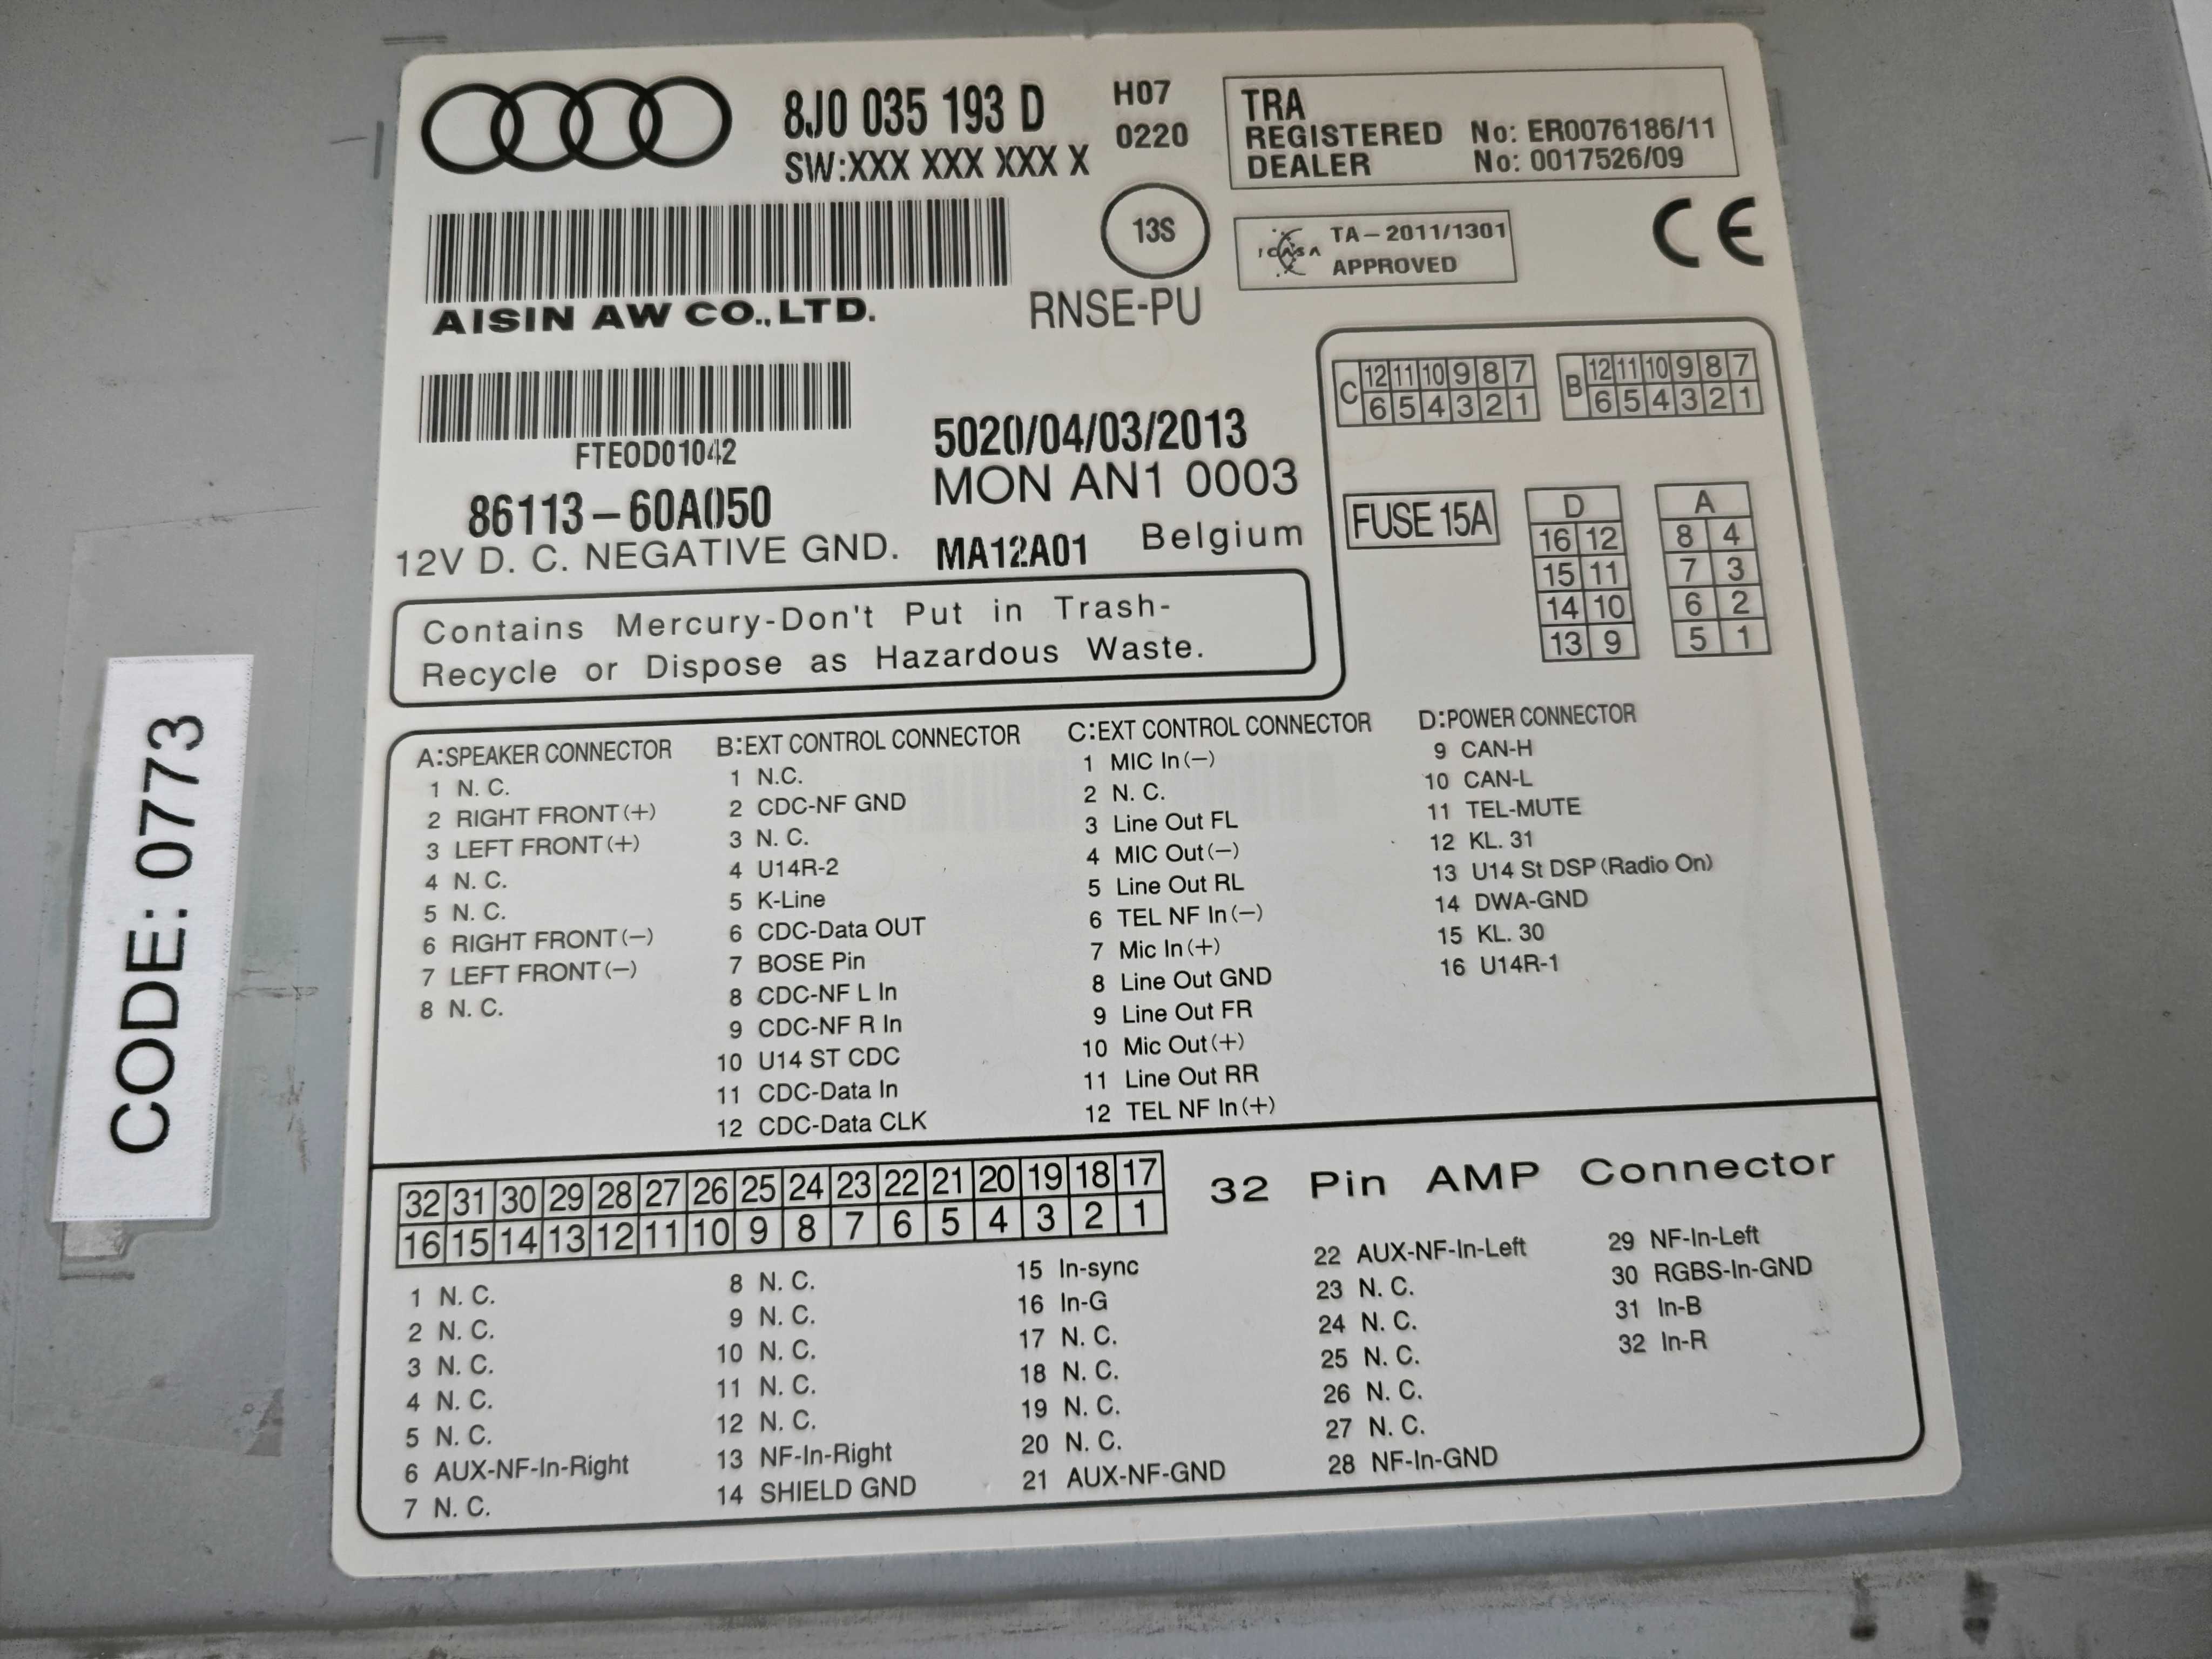 8J0 035 193 D
SW:XXX XXX XXX X
H07
0220
TRA
REGISTERED No: ER0076186/11
DEALER No: 0017526/09
13S
ICASA
TA-2011/1301
APPROVED
CE
AISIN AW CO.,LTD.
RNSE-PU
FTE0D01042
86113-60A050
12V D. C. NEGATIVE GND.
5020/04/03/2013
MON AN1 0003
MA12A01 Belgium
Contains Mercury-Don't Put in Trash-
Recycle or Dispose as Hazardous Waste.
C 12 11 10 9 8 7
6 5 4 3 2 1
B 12 11 10 9 8 7
6 5 4 3 2 1
FUSE 15A
D
16 12
15 11
14 10
13 9
A
8 4
7 3
6 2
5 1
CODE: 0773
A:SPEAKER CONNECTOR
1 N. C.
2 RIGHT FRONT(+)
3 LEFT FRONT(+)
4 N. C.
5 N. C.
6 RIGHT FRONT(-)
7 LEFT FRONT(-)
8 N. C.
B:EXT CONTROL CONNECTOR
1 N.C.
2 CDC-NF GND
3 N. C.
4 U14R-2
5 K-Line
6 CDC-Data OUT
7 BOSE Pin
8 CDC-NF L In
9 CDC-NF R In
10 U14 ST CDC
11 CDC-Data In
12 CDC-Data CLK
C:EXT CONTROL CONNECTOR
1 MIC In(-)
2 N. C.
3 Line Out FL
4 MIC Out(-)
5 Line Out RL
6 TEL NF In(-)
7 Mic In(+)
8 Line Out GND
9 Line Out FR
10 Mic Out(+)
11 Line Out RR
12 TEL NF In(+)
D:POWER CONNECTOR
9 CAN-H
10 CAN-L
11 TEL-MUTE
12 KL. 31
13 U14 St DSP(Radio On)
14 DWA-GND
15 KL. 30
16 U14R-1
32 31 30 29 28 27 26 25 24 23 22 21 20 19 18 17
16 15 14 13 12 11 10 9 8 7 6 5 4 3 2 1
32 Pin AMP Connector
1 N. C.
2 N. C.
3 N. C.
4 N. C.
5 N. C.
6 AUX-NF-In-Right
7 N. C.
8 N. C.
9 N. C.
10 N. C.
11 N. C.
12 N. C.
13 NF-In-Right
14 SHIELD GND
15 In-sync
16 In-G
17 N. C.
18 N. C.
19 N. C.
20 N. C.
21 AUX-NF-GND
22 AUX-NF-In-Left
23 N. C.
24 N. C.
25 N. C.
26 N. C.
27 N. C.
28 NF-In-GND
29 NF-In-Left
30 RGBS-In-GND
31 In-B
32 In-R